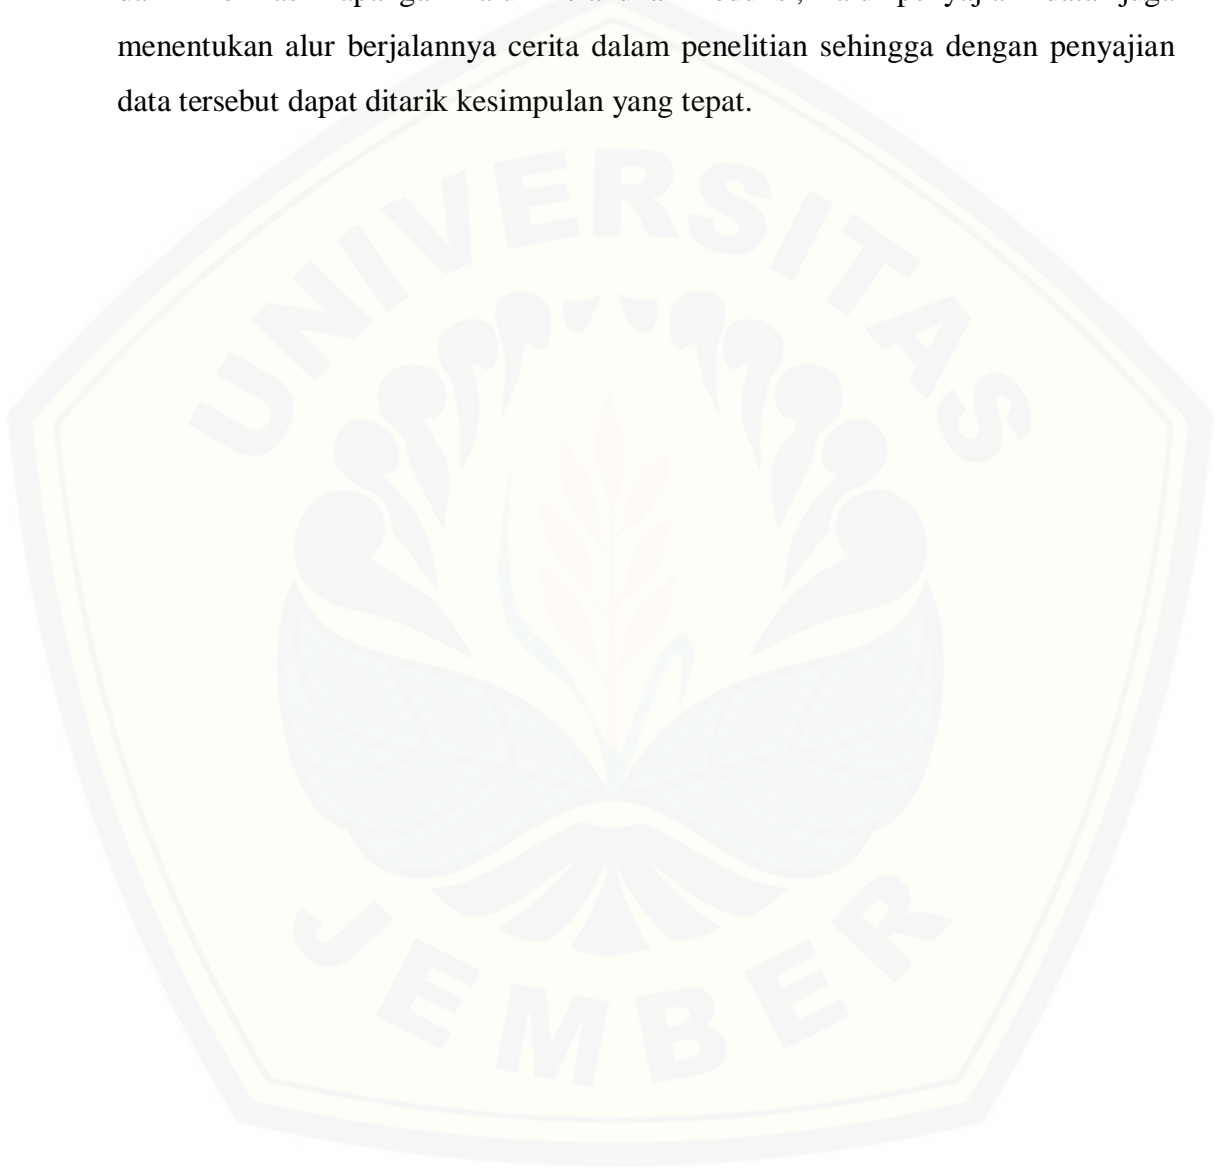 menentukan alur berjalannya cerita dalam penelitian sehingga dengan penyajian
data tersebut dapat ditarik kesimpulan yang tepat.
UNIVERSITAS
JEMBER